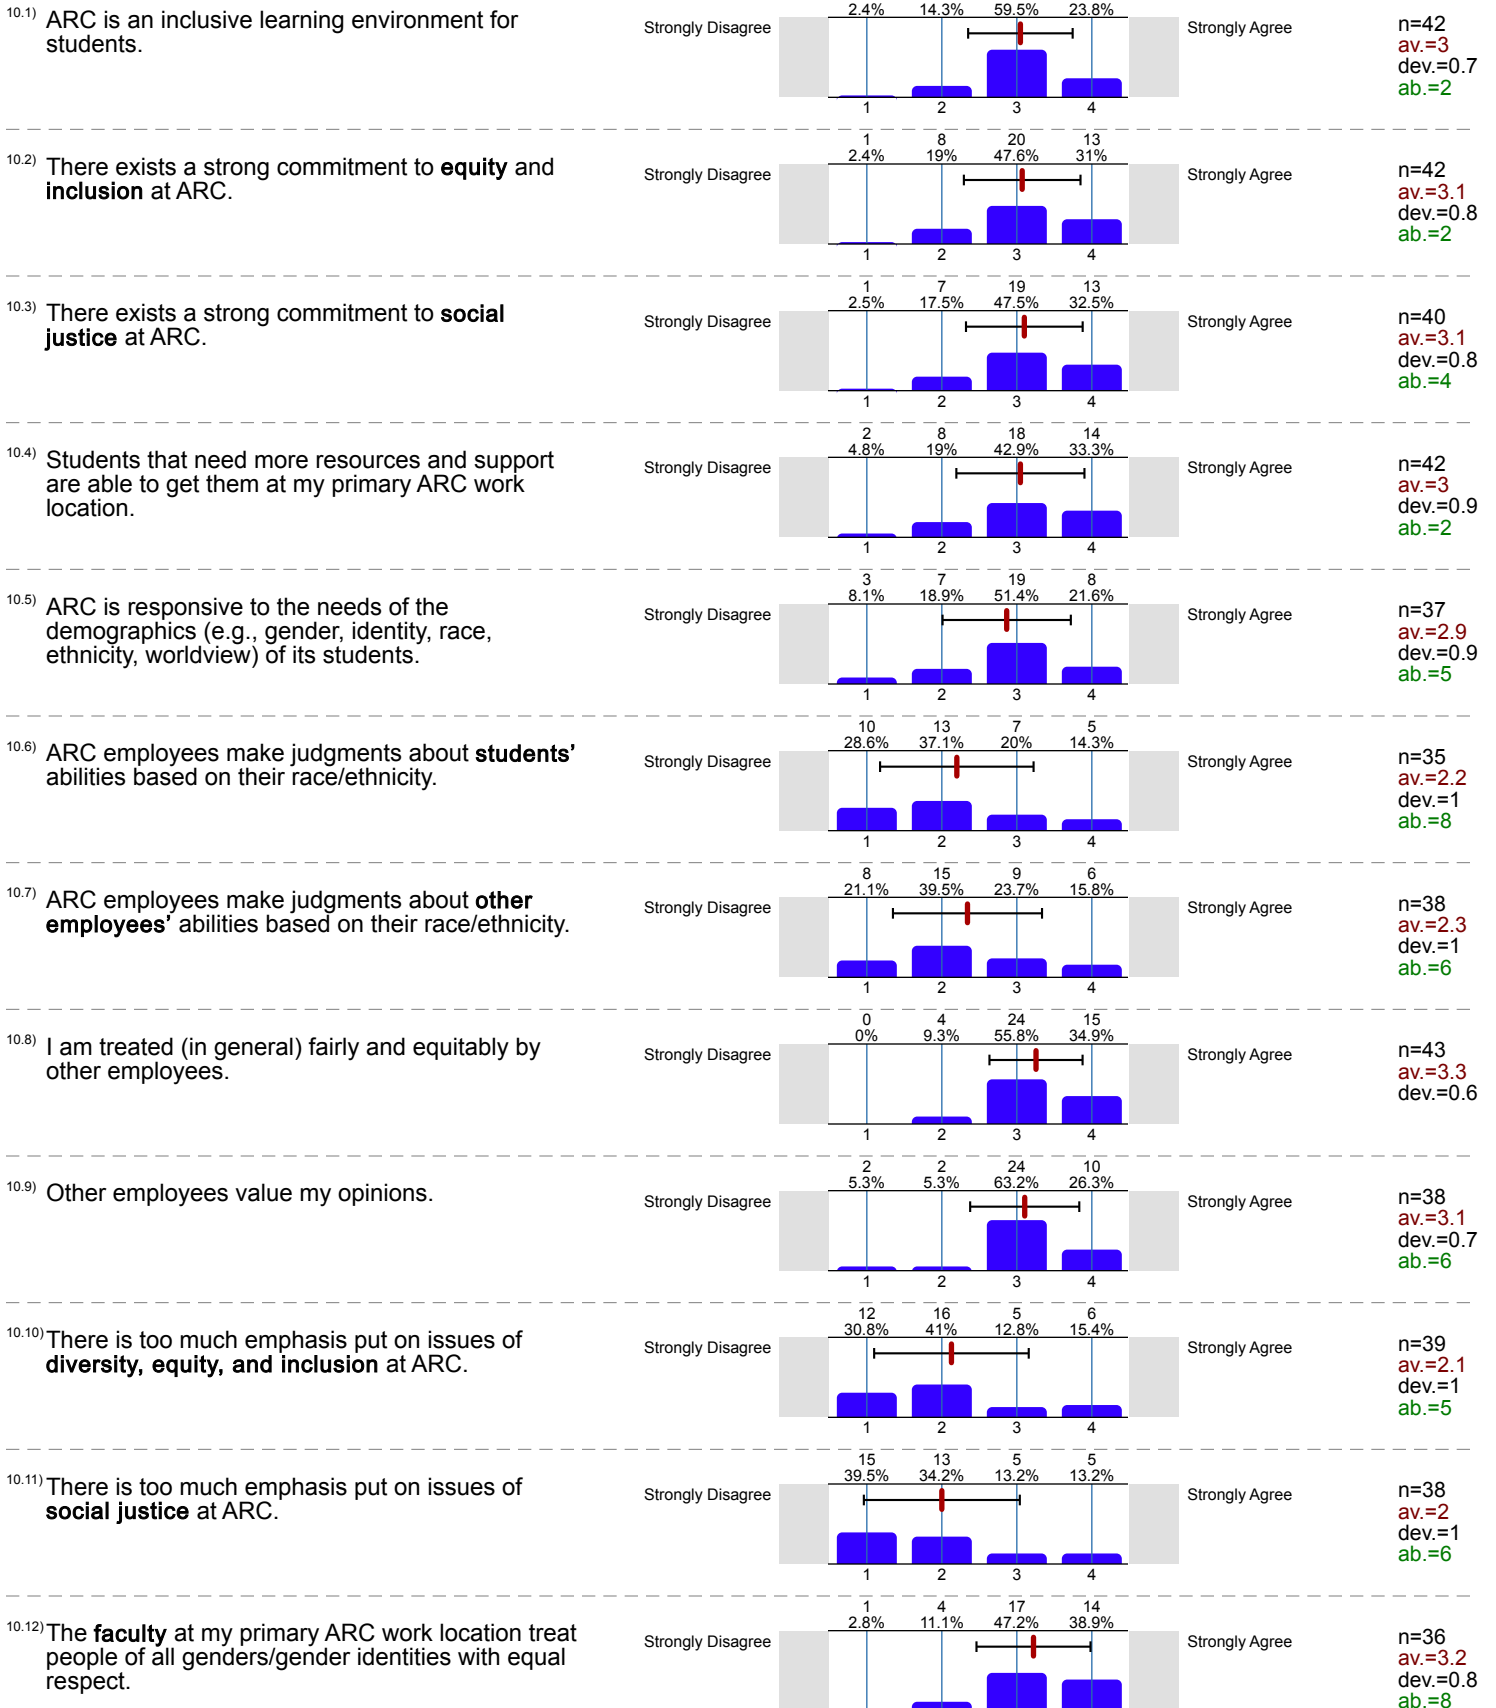 10.1) ARC is an inclusive learning environment for
students.
Strongly Disagree
2.4% 14.3% 59.5% 23.8%
1 2 3 4
Strongly Agree
n=42
av.=3
dev.=0.7
ab.=2
10.2) There exists a strong commitment to equity and
inclusion at ARC.
Strongly Disagree
1 8 20 13
2.4% 19% 47.6% 31%
1 2 3 4
Strongly Agree
n=42
av.=3.1
dev.=0.8
ab.=2
10.3) There exists a strong commitment to social
justice at ARC.
Strongly Disagree
1 7 19 13
2.5% 17.5% 47.5% 32.5%
1 2 3 4
Strongly Agree
n=40
av.=3.1
dev.=0.8
ab.=4
10.4) Students that need more resources and support
are able to get them at my primary ARC work
location.
Strongly Disagree
2 8 18 14
4.8% 19% 42.9% 33.3%
1 2 3 4
Strongly Agree
n=42
av.=3
dev.=0.9
ab.=2
10.5) ARC is responsive to the needs of the
demographics (e.g., gender, identity, race,
ethnicity, worldview) of its students.
Strongly Disagree
3 7 19 8
8.1% 18.9% 51.4% 21.6%
1 2 3 4
Strongly Agree
n=37
av.=2.9
dev.=0.9
ab.=5
10.6) ARC employees make judgments about students’
abilities based on their race/ethnicity.
Strongly Disagree
10 13 7 5
28.6% 37.1% 20% 14.3%
1 2 3 4
Strongly Agree
n=35
av.=2.2
dev.=1
ab.=8
10.7) ARC employees make judgments about other
employees’ abilities based on their race/ethnicity.
Strongly Disagree
8 15 9 6
21.1% 39.5% 23.7% 15.8%
1 2 3 4
Strongly Agree
n=38
av.=2.3
dev.=1
ab.=6
10.8) I am treated (in general) fairly and equitably by
other employees.
Strongly Disagree
0 4 24 15
0% 9.3% 55.8% 34.9%
1 2 3 4
Strongly Agree
n=43
av.=3.3
dev.=0.6
10.9) Other employees value my opinions.
Strongly Disagree
2 2 24 10
5.3% 5.3% 63.2% 26.3%
1 2 3 4
Strongly Agree
n=38
av.=3.1
dev.=0.7
ab.=6
10.10) There is too much emphasis put on issues of
diversity, equity, and inclusion at ARC.
Strongly Disagree
12 16 5 6
30.8% 41% 12.8% 15.4%
1 2 3 4
Strongly Agree
n=39
av.=2.1
dev.=1
ab.=5
10.11) There is too much emphasis put on issues of
social justice at ARC.
Strongly Disagree
15 13 5 5
39.5% 34.2% 13.2% 13.2%
1 2 3 4
Strongly Agree
n=38
av.=2
dev.=1
ab.=6
10.12) The faculty at my primary ARC work location treat
people of all genders/gender identities with equal
respect.
Strongly Disagree
1 4 17 14
2.8% 11.1% 47.2% 38.9%
Strongly Agree
n=36
av.=3.2
dev.=0.8
ab.=8